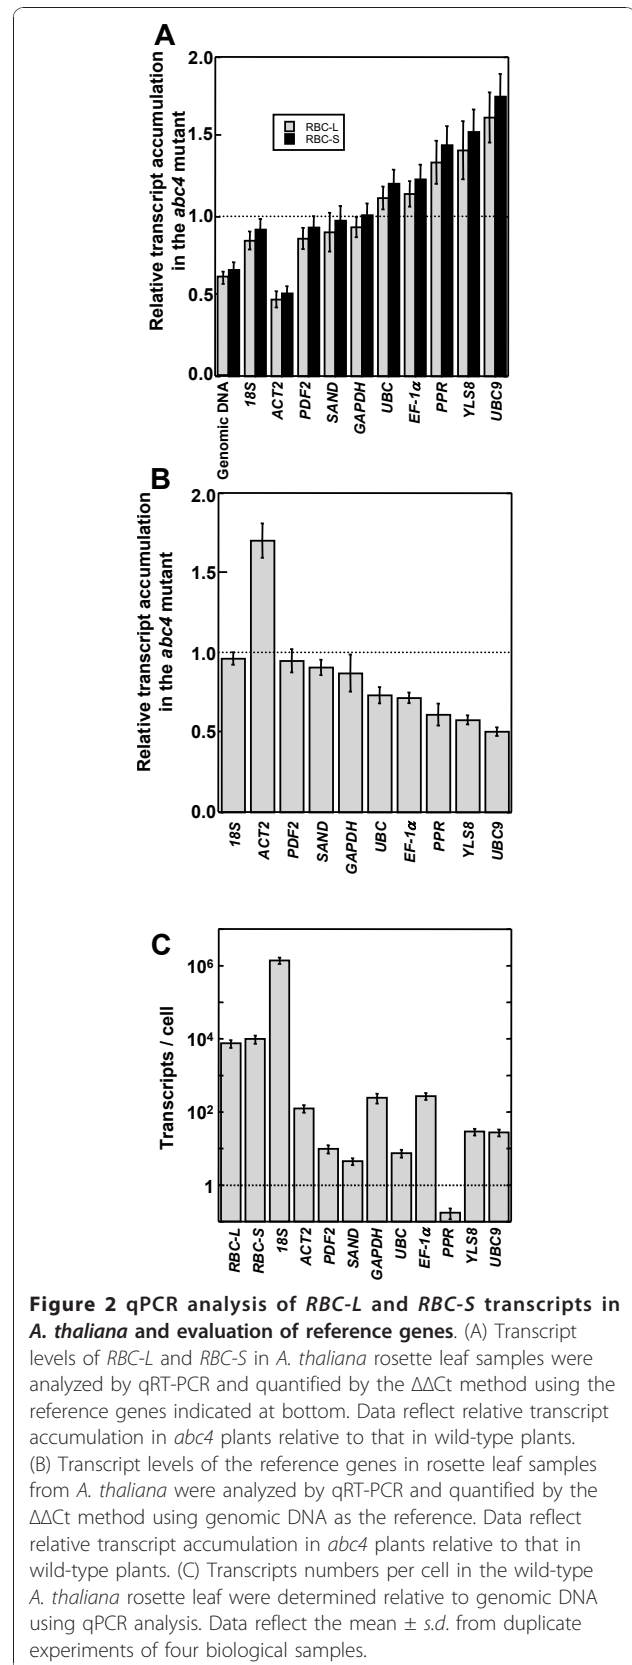 A
Relative transcript accumulation
in the abc4 mutant
2.0
1.5
1.0
0.5
0.0
RBC-L
RBC-S
Genomic DNA
18S
ACT2
PDF2
SAND
GAPDH
UBC
EF-1α
PPR
YLS8
UBC9
B
Relative transcript accumulation
in the abc4 mutant
2.0
1.5
1.0
0.5
0.0
18S
ACT2
PDF2
SAND
GAPDH
UBC
EF-1α
PPR
YLS8
UBC9
C
Transcripts / cell
10⁶
10⁴
10²
1
RBC-L
RBC-S
18S
ACT2
PDF2
SAND
GAPDH
UBC
EF-1α
PPR
YLS8
UBC9
Figure 2 qPCR analysis of RBC-L and RBC-S transcripts in
A. thaliana and evaluation of reference genes. (A) Transcript
levels of RBC-L and RBC-S in A. thaliana rosette leaf samples were
analyzed by qRT-PCR and quantified by the ΔΔCt method using the
reference genes indicated at bottom. Data reflect relative transcript
accumulation in abc4 plants relative to that in wild-type plants.
(B) Transcript levels of the reference genes in rosette leaf samples
from A. thaliana were analyzed by qRT-PCR and quantified by the
ΔΔCt method using genomic DNA as the reference. Data reflect
relative transcript accumulation in abc4 plants relative to that in
wild-type plants. (C) Transcripts numbers per cell in the wild-type
A. thaliana rosette leaf were determined relative to genomic DNA
using qPCR analysis. Data reflect the mean ± s.d. from duplicate
experiments of four biological samples.